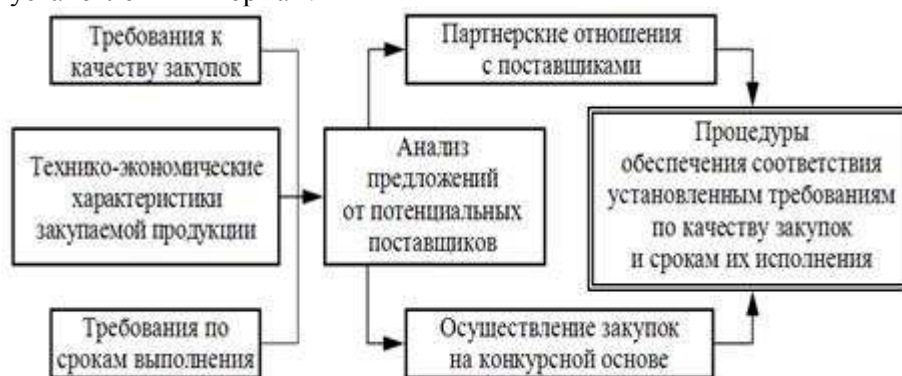 Требования к
качеству закупок
Технико-экономические
характеристики
закупаемой продукции
Требования по
срокам выполнения
Анализ
предложений
от потенциальных
поставщиков
Партнерские отношения
с поставщиками
Осуществление закупок
на конкурсной основе
Процедуры
обеспечения соответствия
установленным требованиям
по качеству закупок
и срокам их исполнения